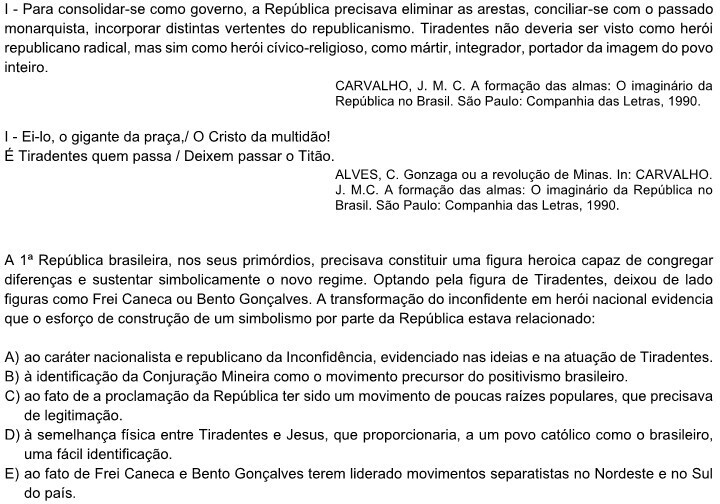 I - Para consolidar-se como governo, a República precisava eliminar as arestas, conciliar-se com o passado
monarquista, incorporar distintas vertentes do republicanismo. Tiradentes não deveria ser visto como herói
republicano radical, mas sim como herói cívico-religioso, como mártir, integrador, portador da imagem do povo
inteiro.
CARVALHO, J. M. C. A formação das almas: O imaginário da
República no Brasil. São Paulo: Companhia das Letras, 1990.
I - Ei-lo, o gigante da praça,/ O Cristo da multidão!
É Tiradentes quem passa / Deixem passar o Titão.
ALVES, C. Gonzaga ou a revolução de Minas. In: CARVALHO.
J. M.C. A formação das almas: O imaginário da República no
Brasil. São Paulo: Companhia das Letras, 1990.
A 1ª República brasileira, nos seus primórdios, precisava constituir uma figura heroica capaz de congregar
diferenças e sustentar simbolicamente o novo regime. Optando pela figura de Tiradentes, deixou de lado
figuras como Frei Caneca ou Bento Gonçalves. A transformação do inconfidente em herói nacional evidencia
que o esforço de construção de um simbolismo por parte da República estava relacionado:
A) ao caráter nacionalista e republicano da Inconfidência, evidenciado nas ideias e na atuação de Tiradentes.
B) à identificação da Conjuração Mineira como o movimento precursor do positivismo brasileiro.
C) ao fato de a proclamação da República ter sido um movimento de poucas raízes populares, que precisava
de legitimação.
D) à semelhança física entre Tiradentes e Jesus, que proporcionaria, a um povo católico como o brasileiro,
uma fácil identificação.
E) ao fato de Frei Caneca e Bento Gonçalves terem liderado movimentos separatistas no Nordeste e no Sul
do país.